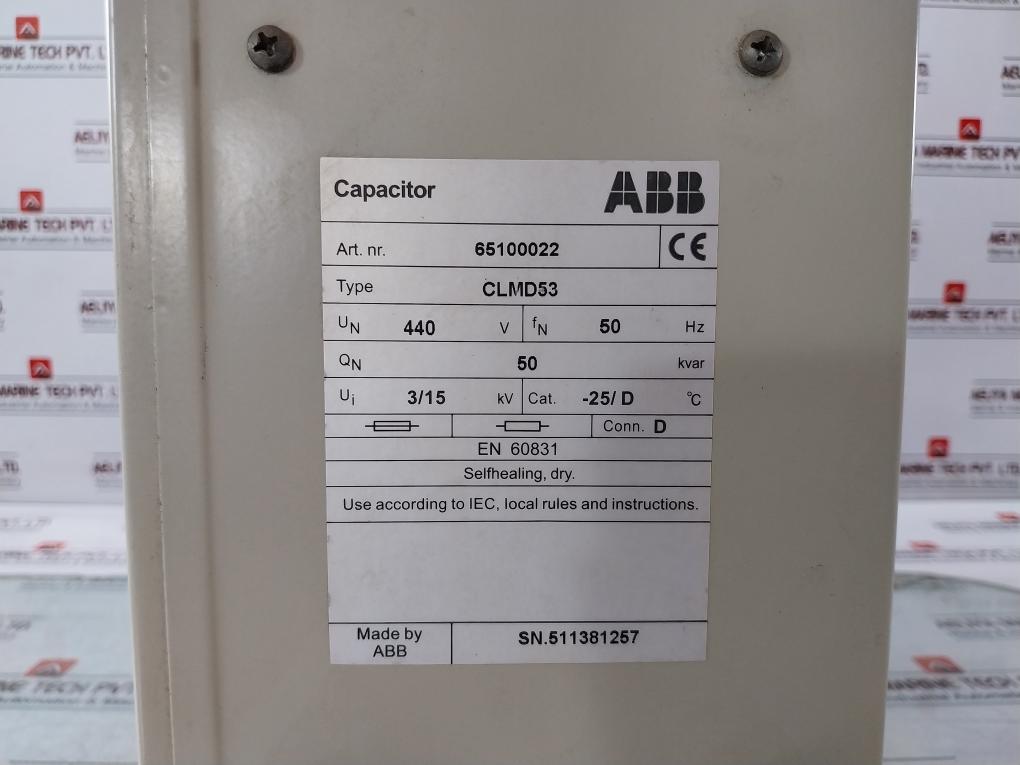 Capacitor ABB
Art. nr. 65100022 CE
Type CLMD53
UN 440 V fN 50 Hz
QN 50 kvar
Ui 3/15 kV Cat. -25/ D °C
Conn. D
EN 60831
Selfhealing, dry.
Use according to IEC, local rules and instructions.
Made by
ABB
SN.511381257